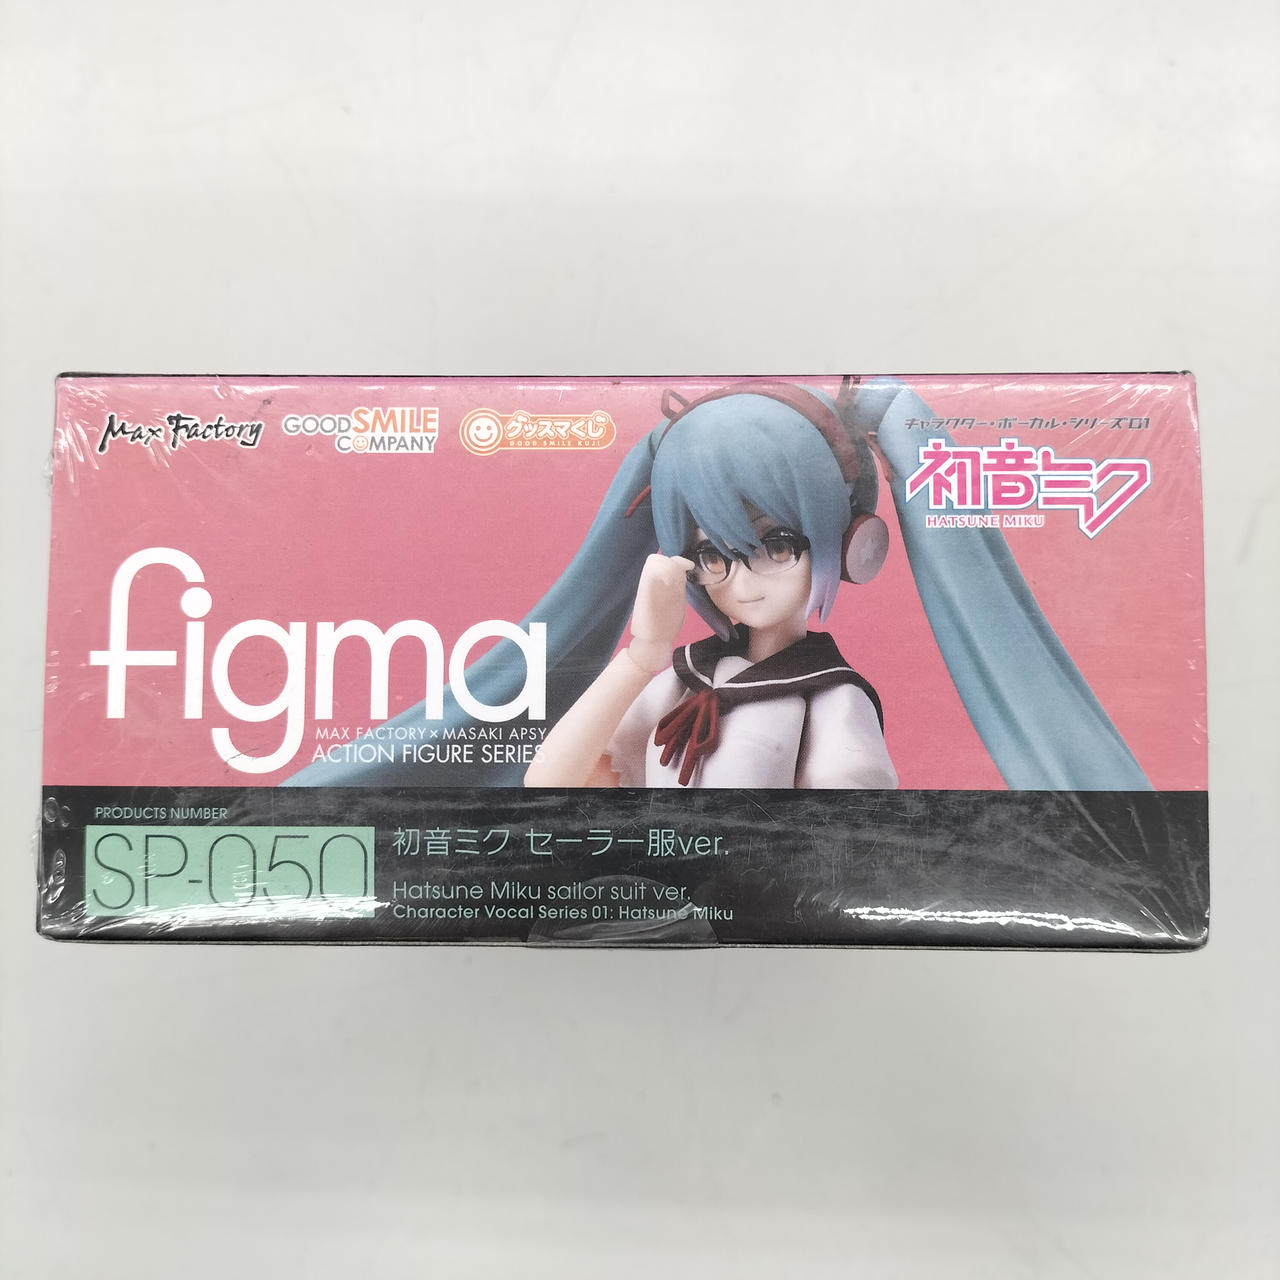 Max Factory
GOOD SMILE COMPANY
グッスマくじ
GOOD SMILE KUJI
キャラクター・ボーカル・シリーズ01
初音ミク
HATSUNE MIKU
figma
MAX FACTORY×MASAKI APSY
ACTION FIGURE SERIES
PRODUCTS NUMBER
SP-050
初音ミク セーラー服ver.
Hatsune Miku sailor suit ver.
Character Vocal Series 01: Hatsune Miku